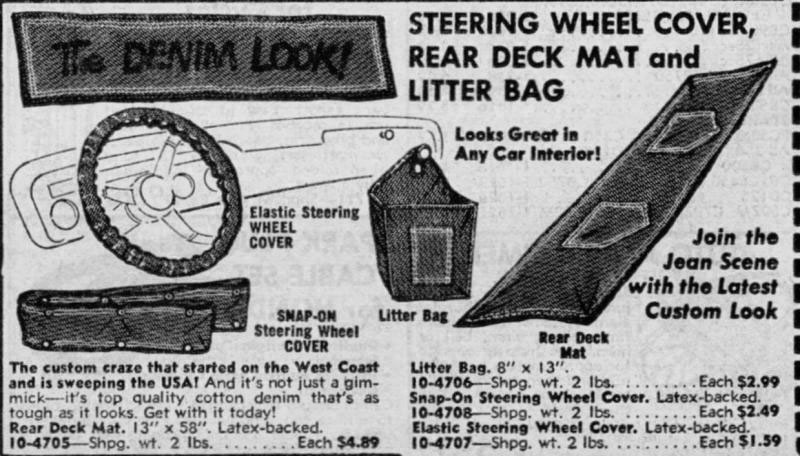 The DENIM LOOK!
STEERING WHEEL COVER,
REAR DECK MAT and
LITTER BAG
Looks Great in
Any Car Interior!
Elastic Steering
WHEEL
COVER
SNAP-ON
Steering Wheel
COVER
Litter Bag
Rear Deck
Mat
Join the
Jean Scene
with the Latest
Custom Look
The custom craze that started on the West Coast
and is sweeping the USA! And it's not just a gim-
mick—it's top quality cotton denim that's as
tough as it looks. Get with it today!
Rear Deck Mat. 13" x 58". Latex-backed.
10-4705—Shpg. wt. 2 lbs. ........Each $4.89
Litter Bag. 8" x 13".
10-4706—Shpg. wt. 2 lbs. .........Each $2.99
Snap-On Steering Wheel Cover. Latex-backed.
10-4708—Shpg. wt. 2 lbs. .........Each $2.49
Elastic Steering Wheel Cover. Latex-backed.
10-4707—Shpg. wt. 2 lbs. .........Each $1.59